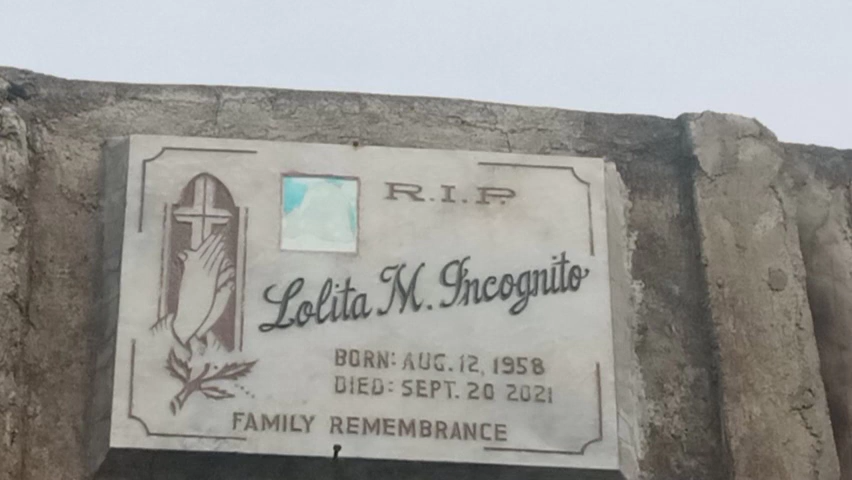 R.I.P.
Lolita M. Incognito
BORN: AUG. 12, 1958
DIED: SEPT. 20 2021
FAMILY REMEMBRANCE